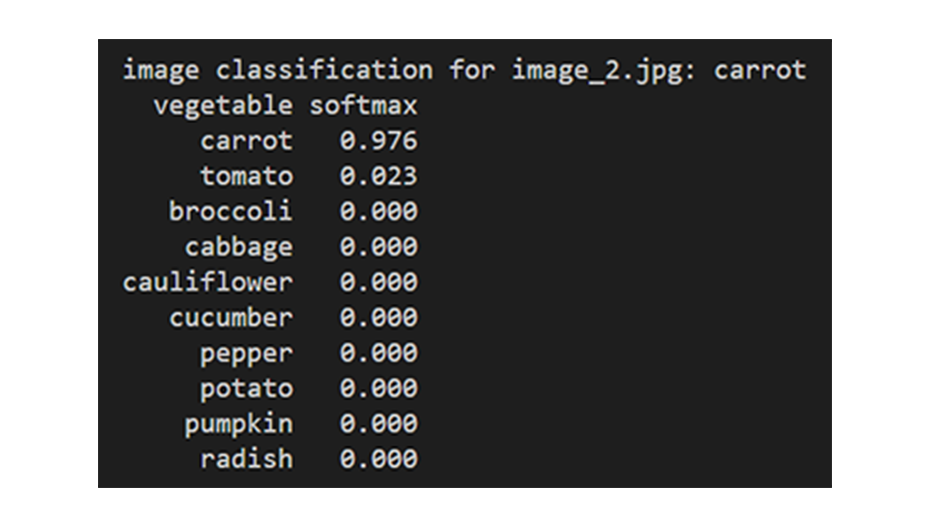 image classification for image_2.jpg: carrot
vegetable softmax
carrot 0.976
tomato 0.023
broccoli 0.000
cabbage 0.000
cauliflower 0.000
cucumber 0.000
pepper 0.000
potato 0.000
pumpkin 0.000
radish 0.000